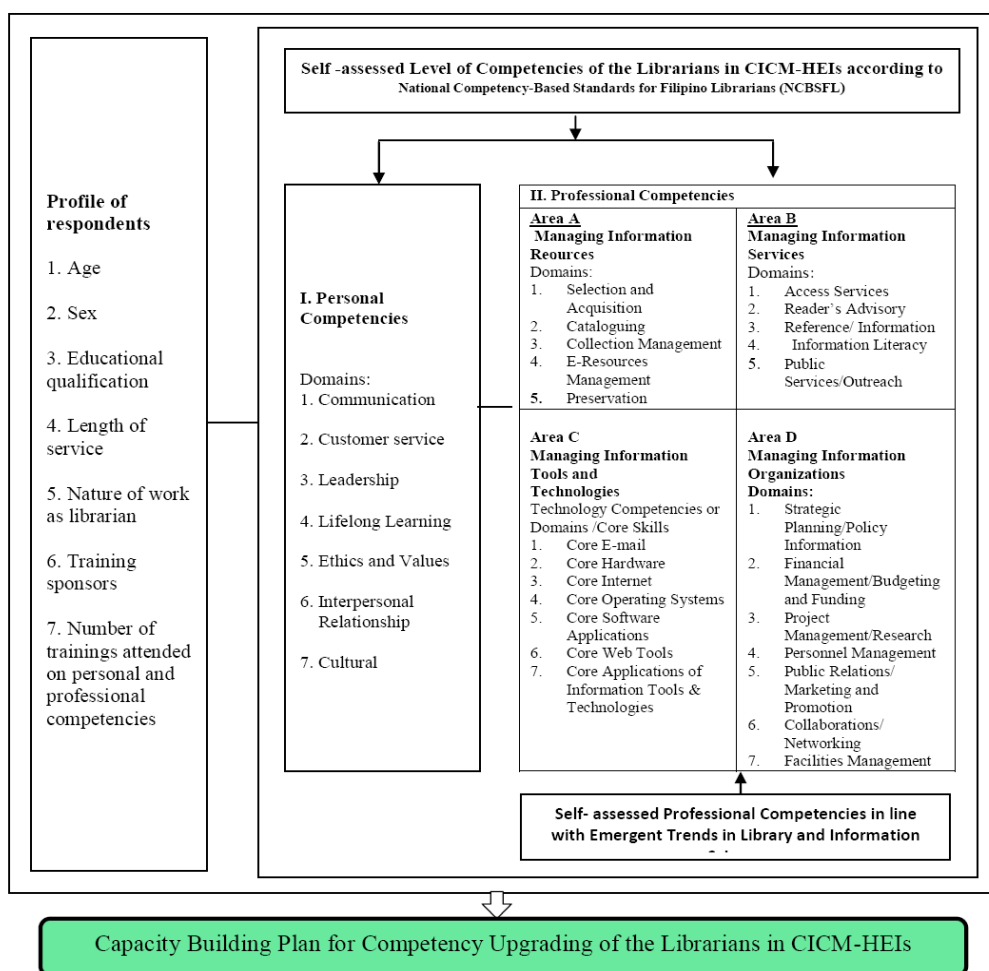 Self -assessed Level of Competencies of the Librarians in CICM-HEIs according to
National Competency-Based Standards for Filipino Librarians (NCBSFL)
Profile of
respondents
1. Age
2. Sex
3. Educational
qualification
4. Length of
service
5. Nature of work
as librarian
6. Training
sponsors
7. Number of
trainings attended
on personal and
professional
competencies
I. Personal
Competencies
Domains:
1. Communication
2. Customer service
3. Leadership
4. Lifelong Learning
5. Ethics and Values
6. Interpersonal
Relationship
7. Cultural
II. Professional Competencies
Area A
Managing Information
Reources
Domains:
1. Selection and
Acquisition
2. Cataloguing
3. Collection Management
4. E-Resources
Management
5. Preservation
Area B
Managing Information
Services
Domains:
1. Access Services
2. Reader`s Advisory
3. Reference/ Information
4. Information Literacy
5. Public
Services/Outreach
Area C
Managing Information
Tools and
Technologies
Technology Competencies or
Domains /Core Skills
1. Core E-mail
2. Core Hardware
3. Core Internet
4. Core Operating Systems
5. Core Software
Applications
6. Core Web Tools
7. Core Applications of
Information Tools &
Technologies
Area D
Managing Information
Organizations
Domains:
1. Strategic
Planning/Policy
Information
2. Financial
Management/Budgeting
and Funding
3. Project
Management/Research
4. Personnel Management
5. Public Relations/
Marketing and
Promotion
6. Collaborations/
Networking
7. Facilities Management
Self- assessed Professional Competencies in line
with Emergent Trends in Library and Information
Capacity Building Plan for Competency Upgrading of the Librarians in CICM-HEIs